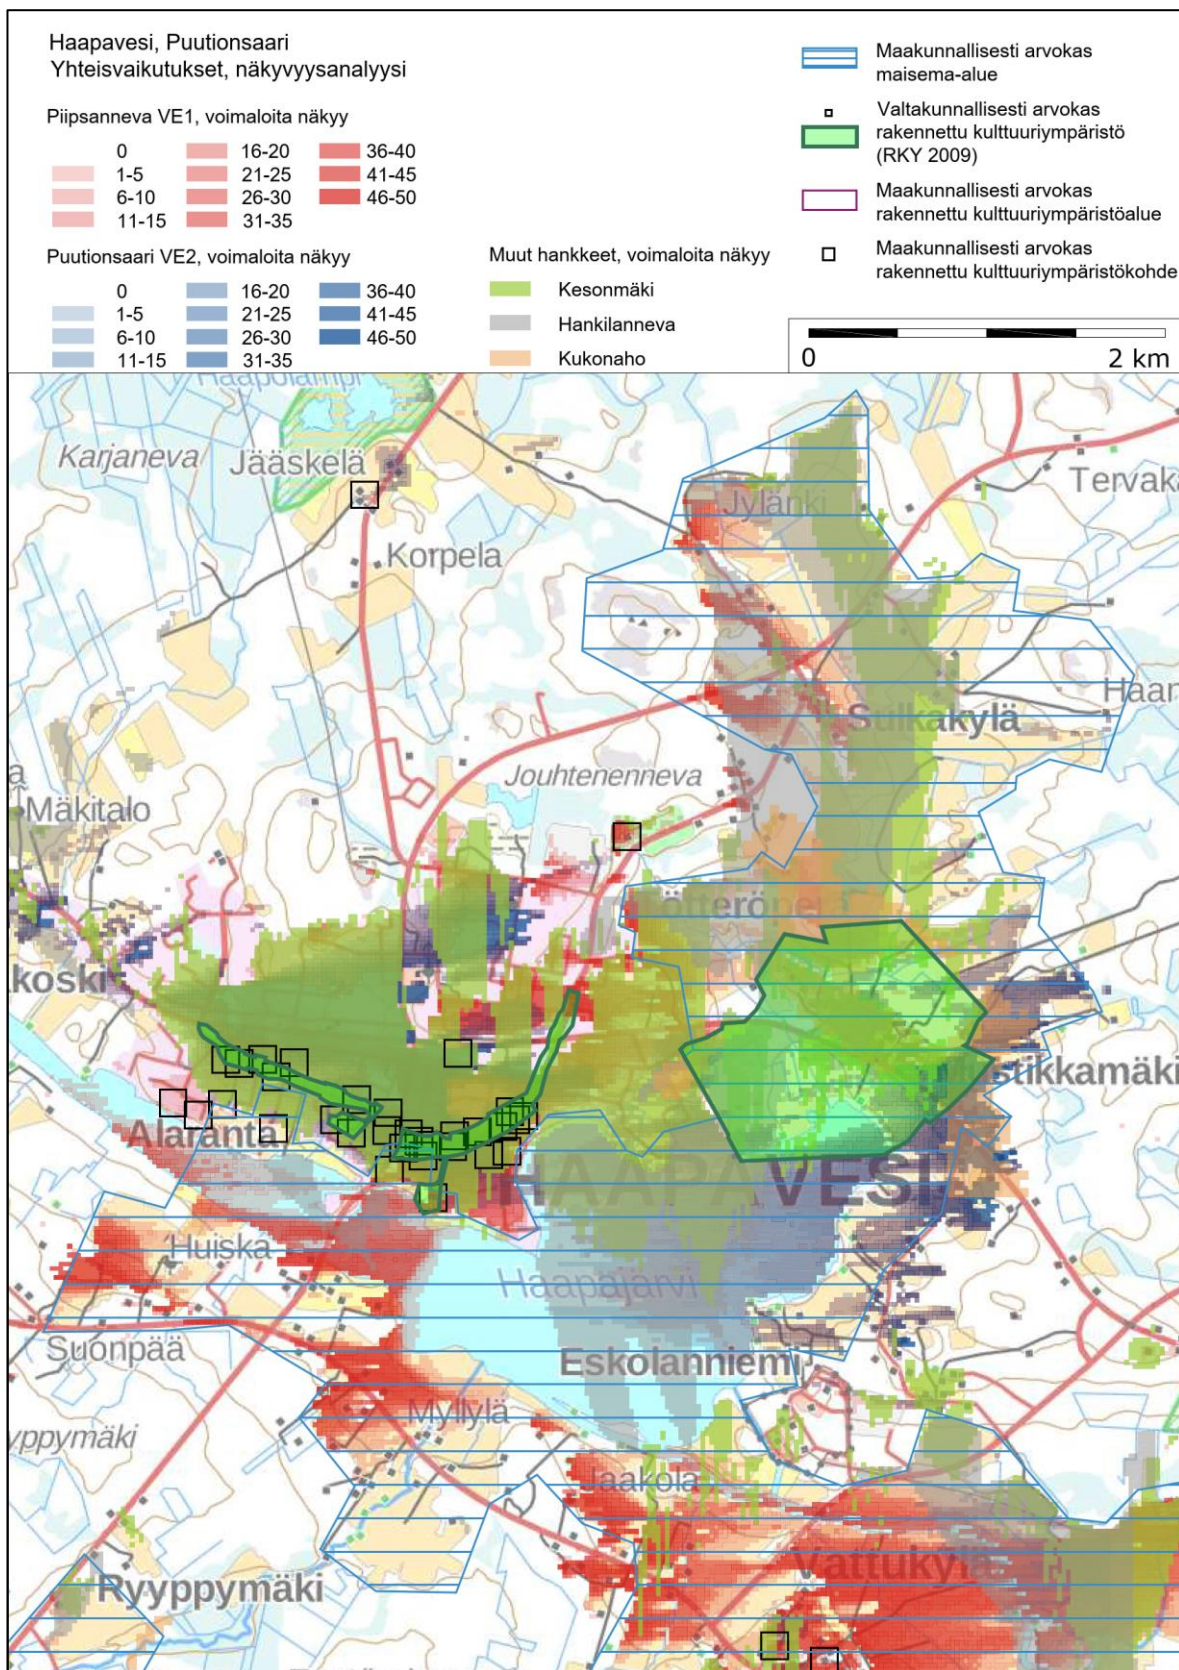 Haapavesi, Puutionsaari
Yhteisvaikutukset, näkyvyysanalyysi
Piipsanneva VE1, voimaloita näkyy
0
1-5
6-10
11-15
16-20
21-25
26-30
31-35
36-40
41-45
46-50
Puutionsaari VE2, voimaloita näkyy
0
1-5
6-10
11-15
16-20
21-25
26-30
31-35
36-40
41-45
46-50
Muut hankkeet, voimaloita näkyy
Kesonmäki
Hankilanneva
Kukonaho
Maakunnallisesti arvokas
maisema-alue
Valtakunnallisesti arvokas
rakennettu kulttuuriympäristö
(RKY 2009)
Maakunnallisesti arvokas
rakennettu kulttuuriympäristöalue
Maakunnallisesti arvokas
rakennettu kulttuuriympäristökohde
0 2 km
Haapolampi
Karjaneva
Jääskelä
Jylänki
Tervaka
Korpela
Haan
Sulkakylä
Jouhtenenneva
a
Mäkitalo
ötteröperä
koski
stikkamäki
Alaranta
HAAPAVESI
Huiska
Haapajärvi
Suonpää
Eskolanniemi
Myllylä
yppymäki
Jaakola
Vattukylä
Ryyppymäki